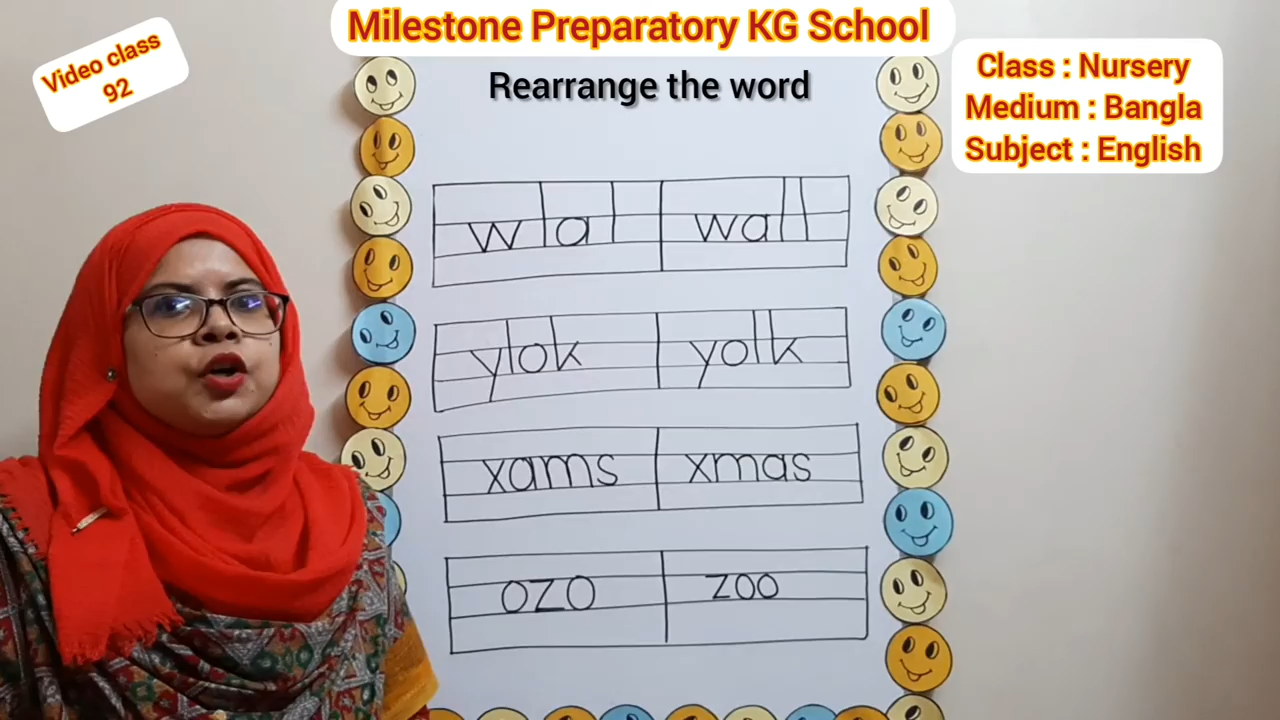 Milestone Preparatory KG School
Video class
92
Rearrange the word
Class : Nursery
Medium : Bangla
Subject : English
wlal wall
ylok yolk
xams xmas
ozo zoo